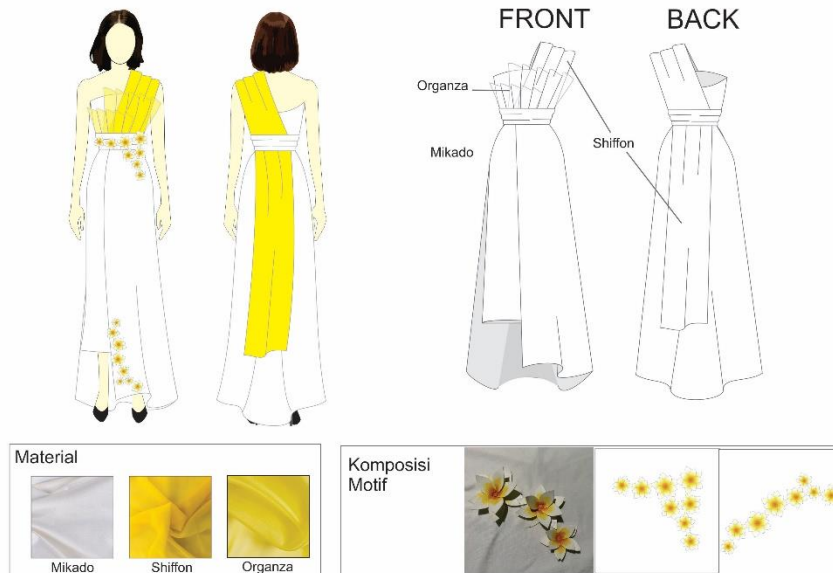 FRONT
BACK
Organza
Mikado
Shiffon
Material
Mikado
Shiffon
Organza
Komposisi
Motif